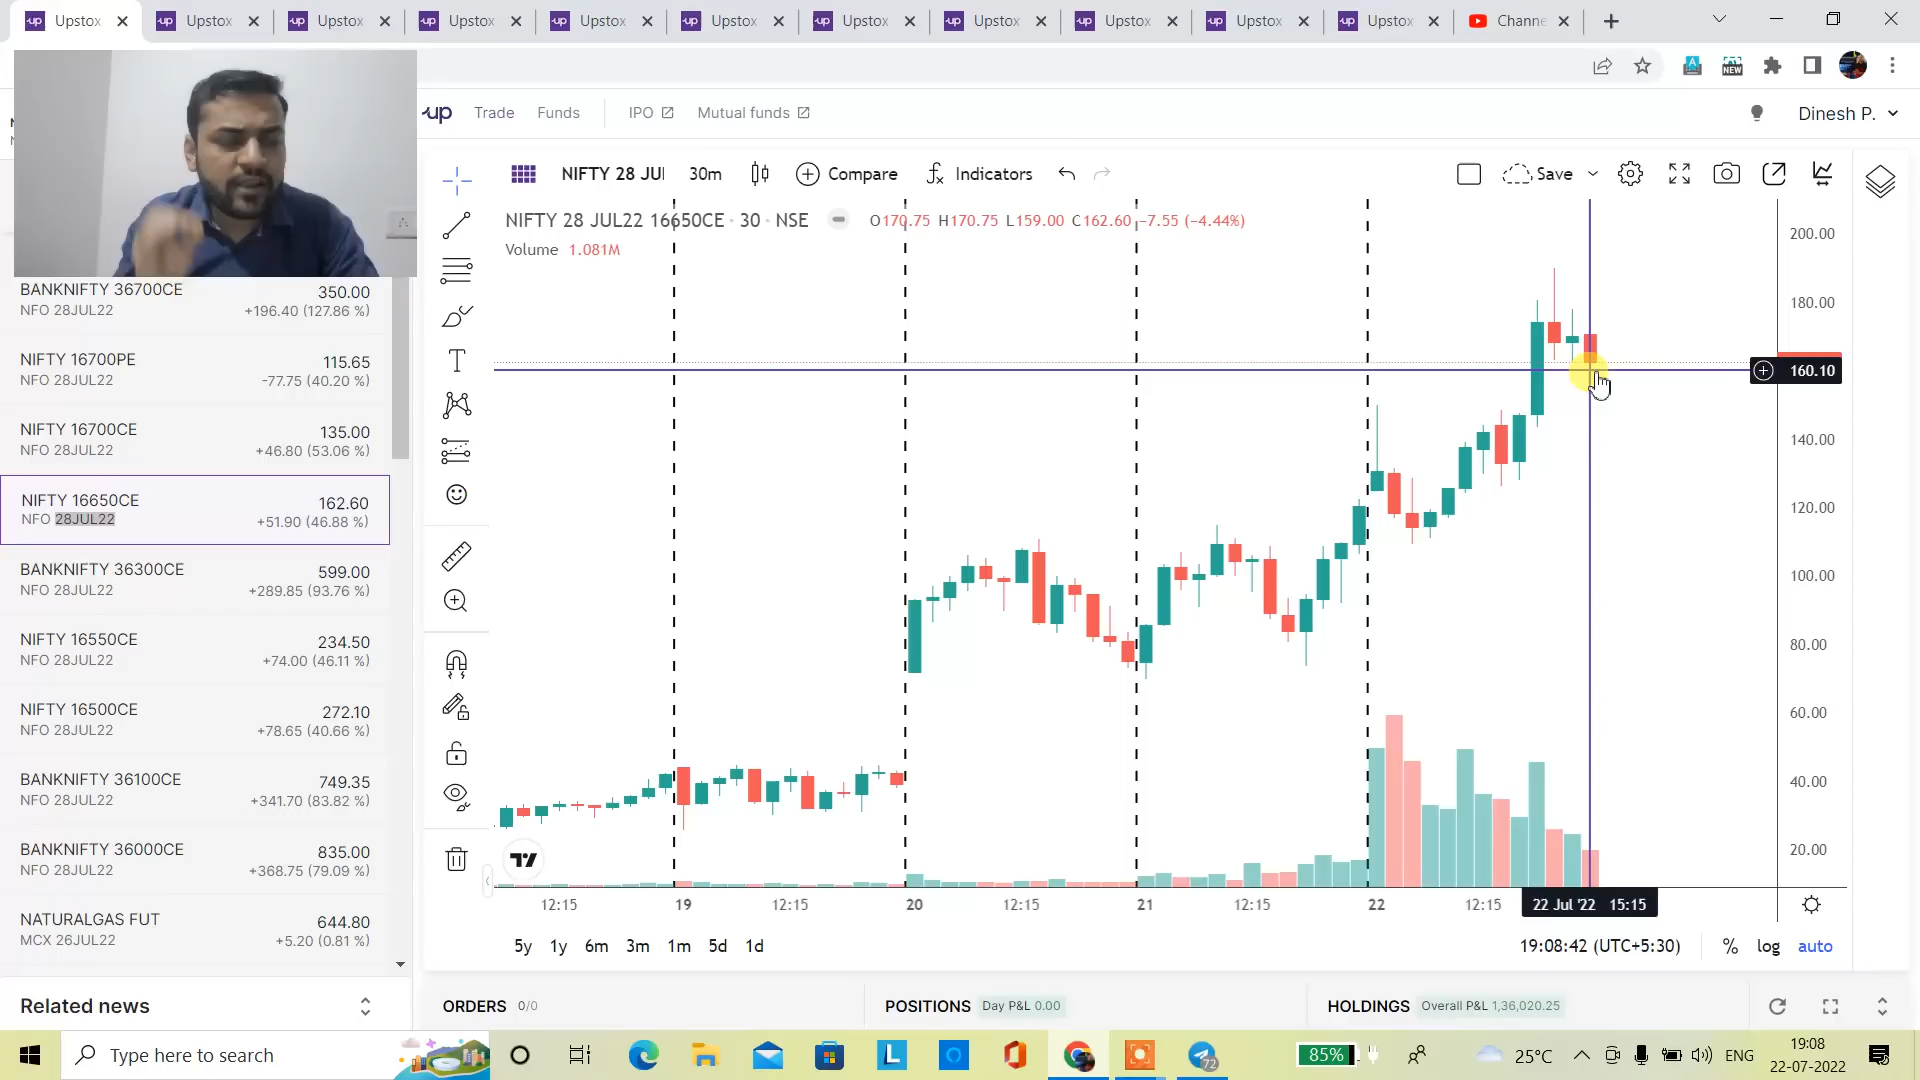 Upstox
Upstox
Upstox
Upstox
Upstox
Upstox
Upstox
Upstox
Upstox
Upstox
Upstox
Channe
NEW
up
Trade
Funds
IPO
Mutual funds
Dinesh P.
NIFTY 28 JUL
30m
Compare
Indicators
Save
NIFTY 28 JUL22 16650CE · 30 · NSE
O170.75 H170.75 L159.00 C162.60 -7.55 (-4.44%)
Volume 1.081M
BANKNIFTY 36700CE 350.00
NFO 28JUL22 +196.40 (127.86 %)
NIFTY 16700PE 115.65
NFO 28JUL22 -77.75 (40.20 %)
NIFTY 16700CE 135.00
NFO 28JUL22 +46.80 (53.06 %)
NIFTY 16650CE 162.60
NFO 28JUL22 +51.90 (46.88 %)
BANKNIFTY 36300CE 599.00
NFO 28JUL22 +289.85 (93.76 %)
NIFTY 16550CE 234.50
NFO 28JUL22 +74.00 (46.11 %)
NIFTY 16500CE 272.10
NFO 28JUL22 +78.65 (40.66 %)
BANKNIFTY 36100CE 749.35
NFO 28JUL22 +341.70 (83.82 %)
BANKNIFTY 36000CE 835.00
NFO 28JUL22 +368.75 (79.09 %)
NATURALGAS FUT 644.80
MCX 26JUL22 +5.20 (0.81 %)
Related news
200.00
180.00
160.10
140.00
120.00
100.00
80.00
60.00
40.00
20.00
12:15 19 12:15 20 12:15 21 12:15 22 12:15 22 Jul '22 15:15
5y 1y 6m 3m 1m 5d 1d
19:08:42 (UTC+5:30) % log auto
ORDERS 0/0
POSITIONS Day P&L 0.00
HOLDINGS Overall P&L 1,36,020.25
Type here to search
L
72
85%
25°C
ENG
19:08
22-07-2022